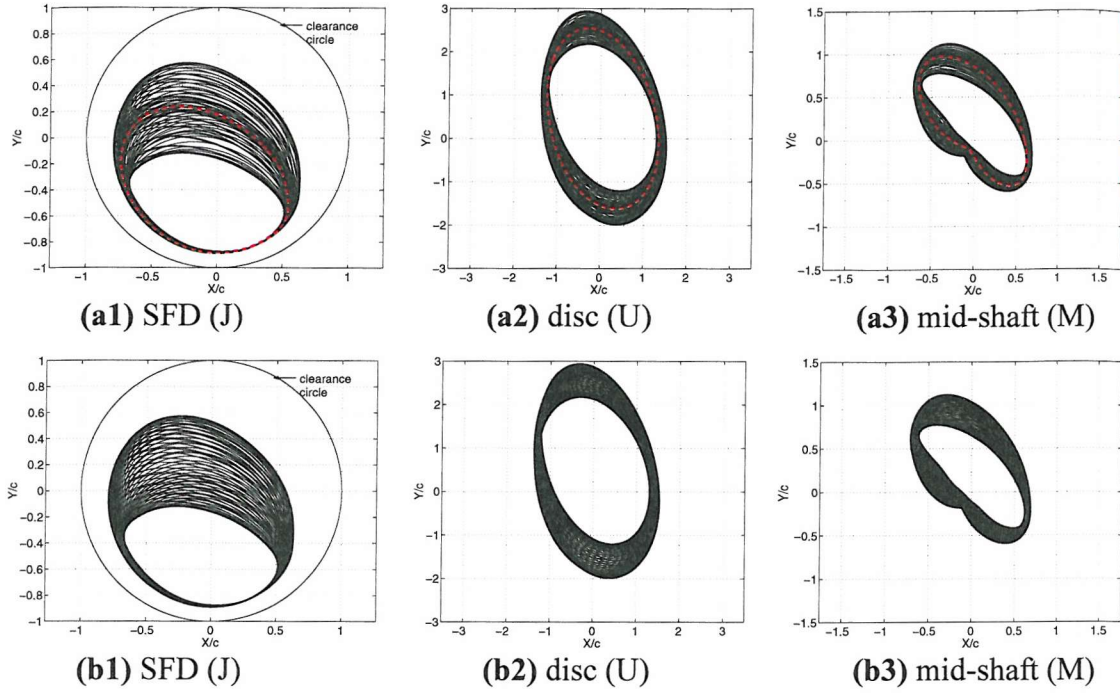 1
0.8
0.6
0.4
0.2
0
−0.2
−0.4
−0.6
−0.8
−1
Y/c
clearance
circle
−1 −0.5 0 0.5 1
X/c
(a1) SFD (J)
3
2
1
0
−1
−2
−3
Y/c
−3 −2 −1 0 1 2 3
X/c
(a2) disc (U)
1.5
1
0.5
0
−0.5
−1
−1.5
Y/c
−1.5 −1 −0.5 0 0.5 1 1.5
X/c
(a3) mid-shaft (M)
1
0.8
0.6
0.4
0.2
0
−0.2
−0.4
−0.6
−0.8
−1
Y/c
clearance
circle
−1 −0.5 0 0.5 1
X/c
(b1) SFD (J)
3
2
1
0
−1
−2
−3
Y/c
−3 −2 −1 0 1 2 3
X/c
(b2) disc (U)
1.5
1
0.5
0
−0.5
−1
−1.5
Y/c
−1.5 −1 −0.5 0 0.5 1 1.5
X/c
(b3) mid-shaft (M)